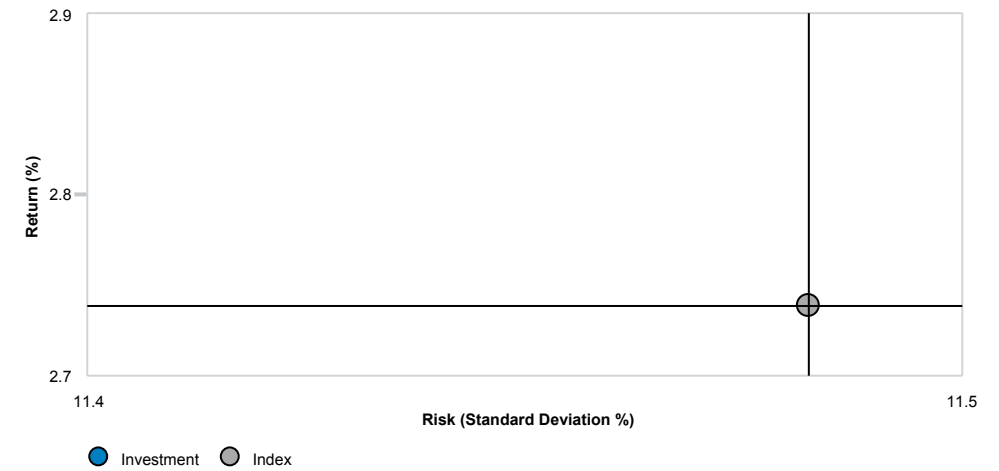 2.9
Return (%)
2.8
2.7
11.4
11.5
Risk (Standard Deviation %)
Investment Index